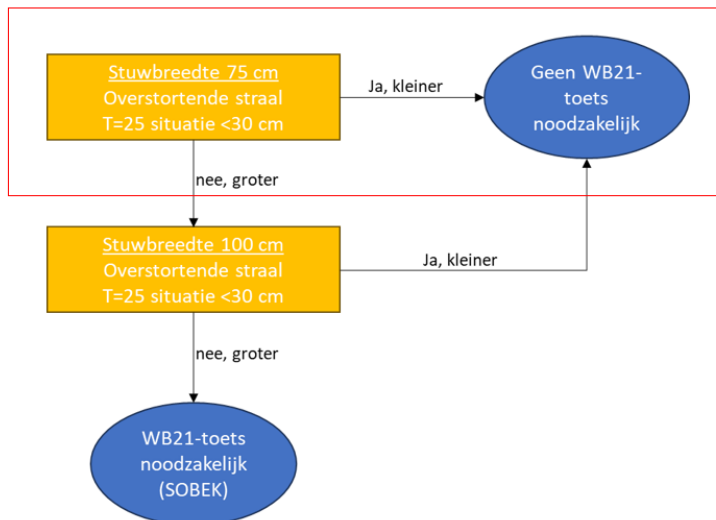 Stuwbreedte 75 cm
Overstortende straal
T=25 situatie <30 cm
Ja, kleiner
Geen WB21-
toets
noodzakelijk
nee, groter
Stuwbreedte 100 cm
Overstortende straal
T=25 situatie <30 cm
Ja, kleiner
nee, groter
WB21-toets
noodzakelijk
(SOBEK)